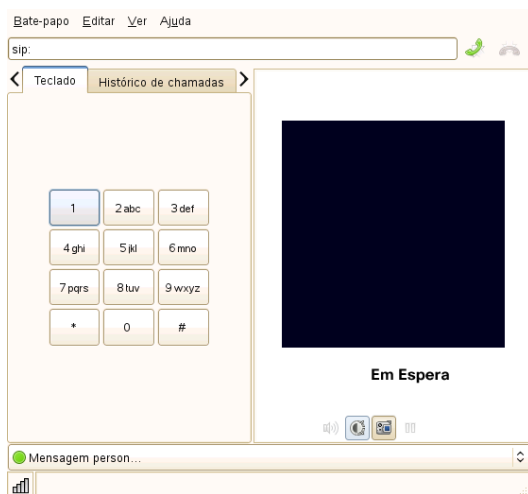 Bate-papo Editar Ver Ajuda
sip:
Teclado Histórico de chamadas
1 2 abc 3 def
4 ghi 5 jkl 6 mno
7 pqrs 8 tuv 9 wxyz
* 0 #
Em Espera
Mensagem person...